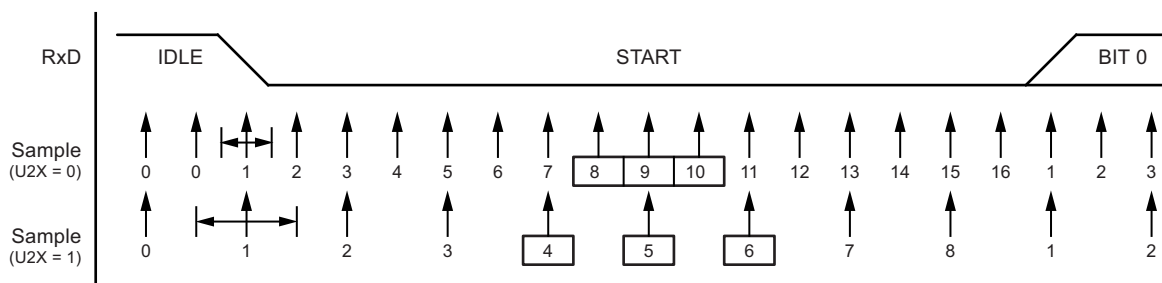 RxD IDLE START BIT 0
Sample
(U2X = 0) 0 0 1 2 3 4 5 6 7 8 9 10 11 12 13 14 15 16 1 2 3
Sample
(U2X = 1) 0 1 2 3 4 5 6 7 8 1 2